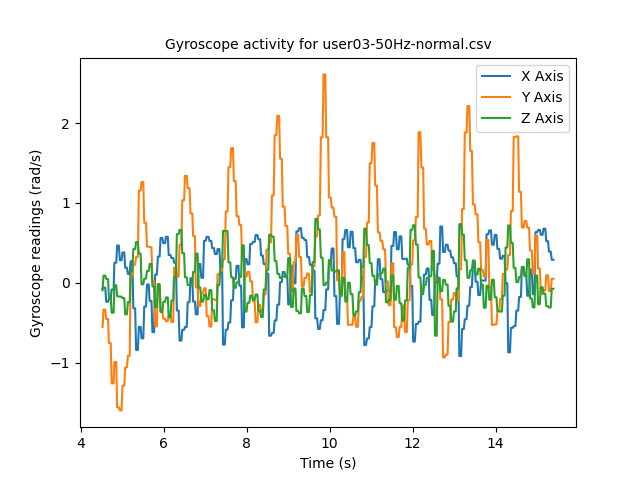 Gyroscope activity for user03-50Hz-normal.csv
X Axis
Y Axis
Z Axis
Gyroscope readings (rad/s)
2
1
0
−1
4 6 8 10 12 14
Time (s)